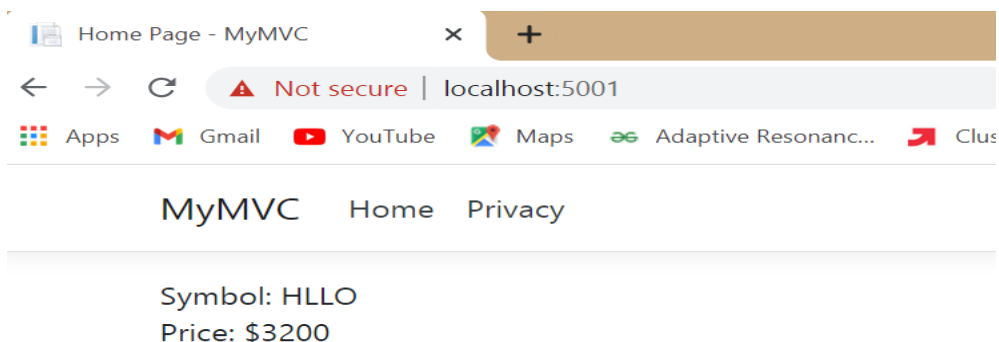 Home Page - MyMVC
Not secure | localhost:5001
Apps Gmail YouTube Maps Adaptive Resonanc... Clus
MyMVC Home Privacy
Symbol: HLLO
Price: $3200